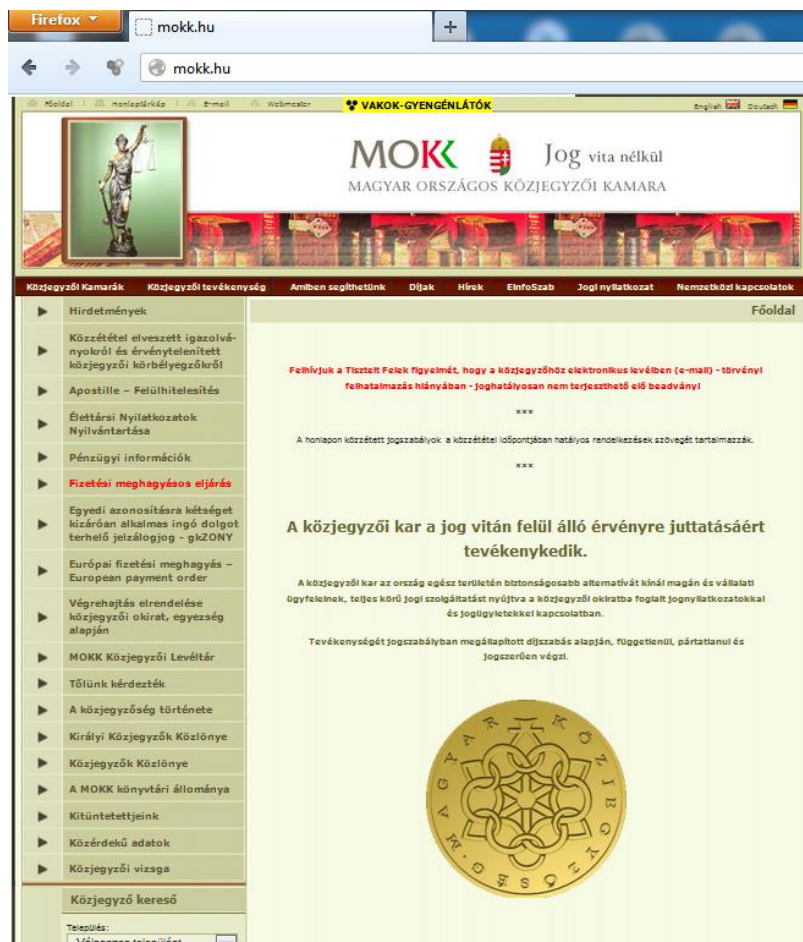 Firefox
mokk.hu
mokk.hu
Főoldal | Honlaptérkép | E-mail Webmester VAKOK-GYENGÉNLÁTÓK English Deutsch
MOKK Jog vita nélkül
MAGYAR ORSZÁGOS KÖZJEGYZŐI KAMARA
Közjegyzői Kamarák Közjegyzői tevékenység Amiben segíthetünk Díjak Hírek EInfoSzab Jogi nyilatkozat Nemzetközi kapcsolatok
Hirdetmények
Közzététel elveszett igazolvá-
nyokról és érvénytelenített
közjegyzői körbélyegzőkről
Apostille – Felülhitelesítés
Élettársi Nyilatkozatok
Nyilvántartása
Pénzügyi információk
Fizetési meghagyásos eljárás
Egyedi azonosításra kétséget
kizáróan alkalmas ingó dolgot
terhelő jelzálogjog - gkZONY
Európai fizetési meghagyás –
European payment order
Végrehajtás elrendelése
közjegyzői okirat, egyezség
alapján
MOKK Közjegyzői Levéltár
Tőlünk kérdezték
A közjegyzőség története
Királyi Közjegyzők Közlönye
Közjegyzők Közlönye
A MOKK könyvtári állománya
Kitüntetettjeink
Közérdekű adatok
Közjegyzői vizsga
Közjegyző kereső
Település:
Főoldal
Felhívjuk a Tisztelt Felek figyelmét, hogy a közjegyzőhöz elektronikus levélben (e-mail) - törvényi
felhatalmazás hiányában - joghatályosan nem terjeszthető elő beadvány!
***
A honlapon közzétett jogszabályok a közzététel időpontjában hatályos rendelkezések szövegét tartalmazzák.
***
A közjegyzői kar a jog vitán felül álló érvényre juttatásáért
tevékenykedik.
A közjegyzői kar az ország egész területén biztonságosabb alternatívát kínál magán és vállalati
ügyfeleinek, teljes körű jogi szolgáltatást nyújtva a közjegyzői okiratba foglalt jognyilatkozatokkal
és jogügyletekkel kapcsolatban.
Tevékenységét jogszabályban megállapított díjszabás alapján, függetlenül, pártatlanul és
jogszerűen végzi.
MAGYAR KÖZJEGYZŐSÉG